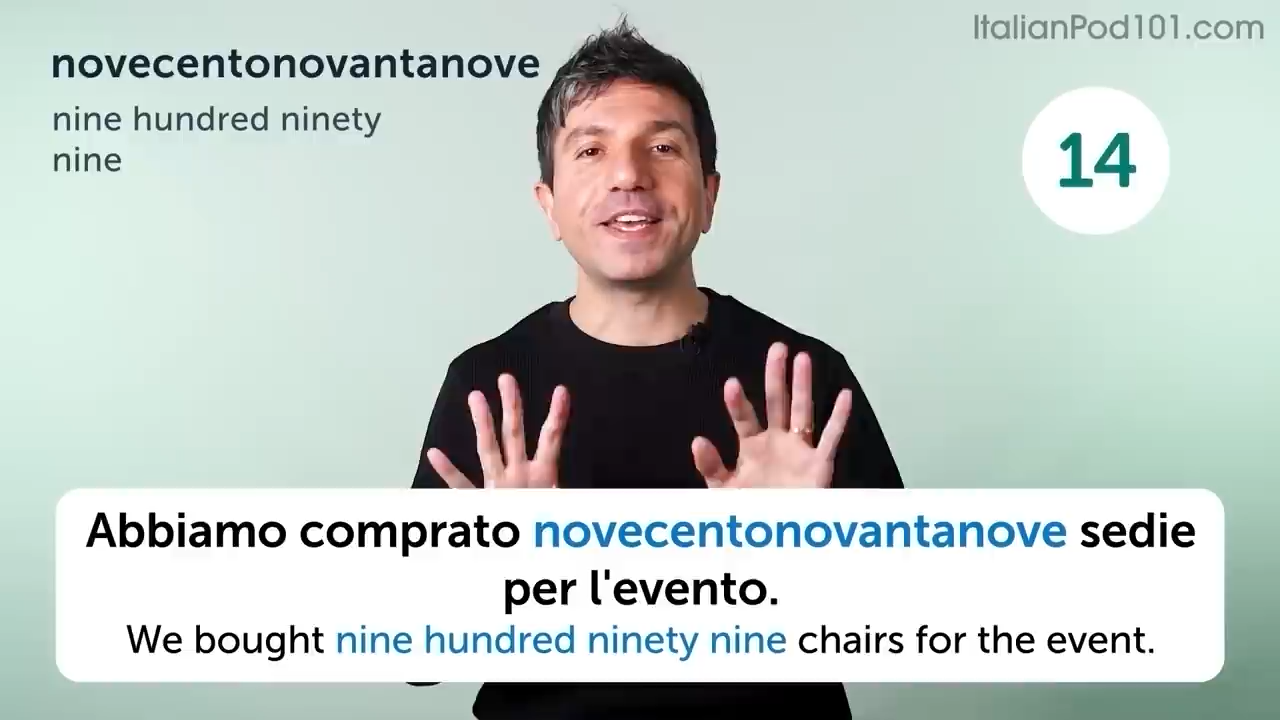 ItalianPod101.com
novecentonovantanove
nine hundred ninety
nine
14
Abbiamo comprato novecentonovantanove sedie
per l'evento.
We bought nine hundred ninety nine chairs for the event.